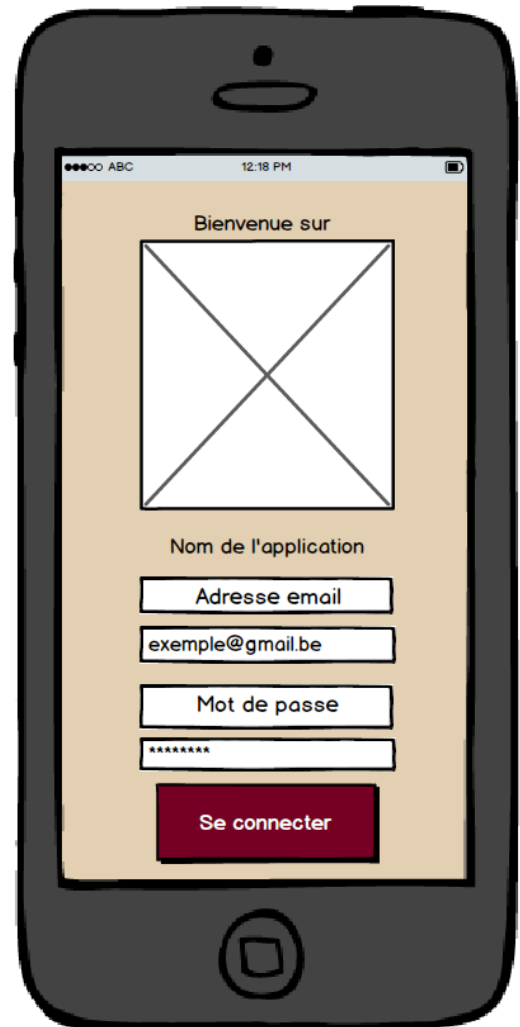 ABC 12:18 PM
Bienvenue sur
Nom de l'application
Adresse email
exemple@gmail.be
Mot de passe
********
Se connecter